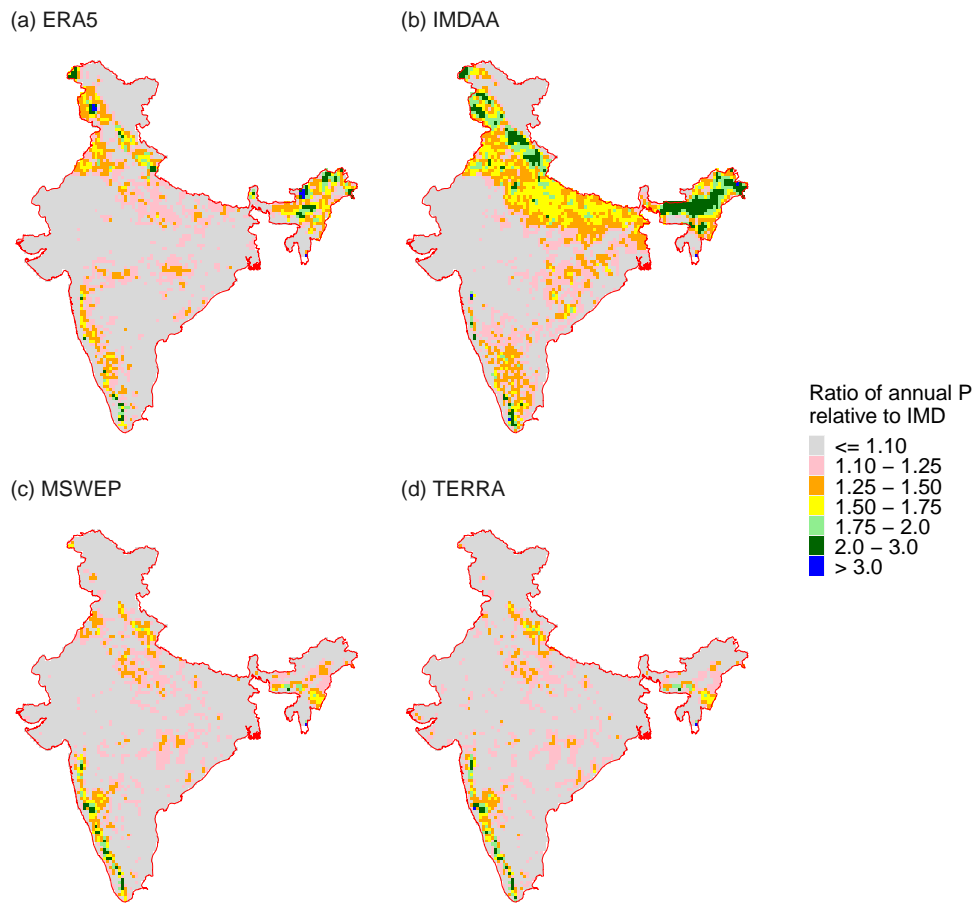 (a) ERA5
(b) IMDAA
Ratio of annual P
relative to IMD
<= 1.10
1.10 − 1.25
1.25 − 1.50
1.50 − 1.75
1.75 − 2.0
2.0 − 3.0
> 3.0
(c) MSWEP
(d) TERRA